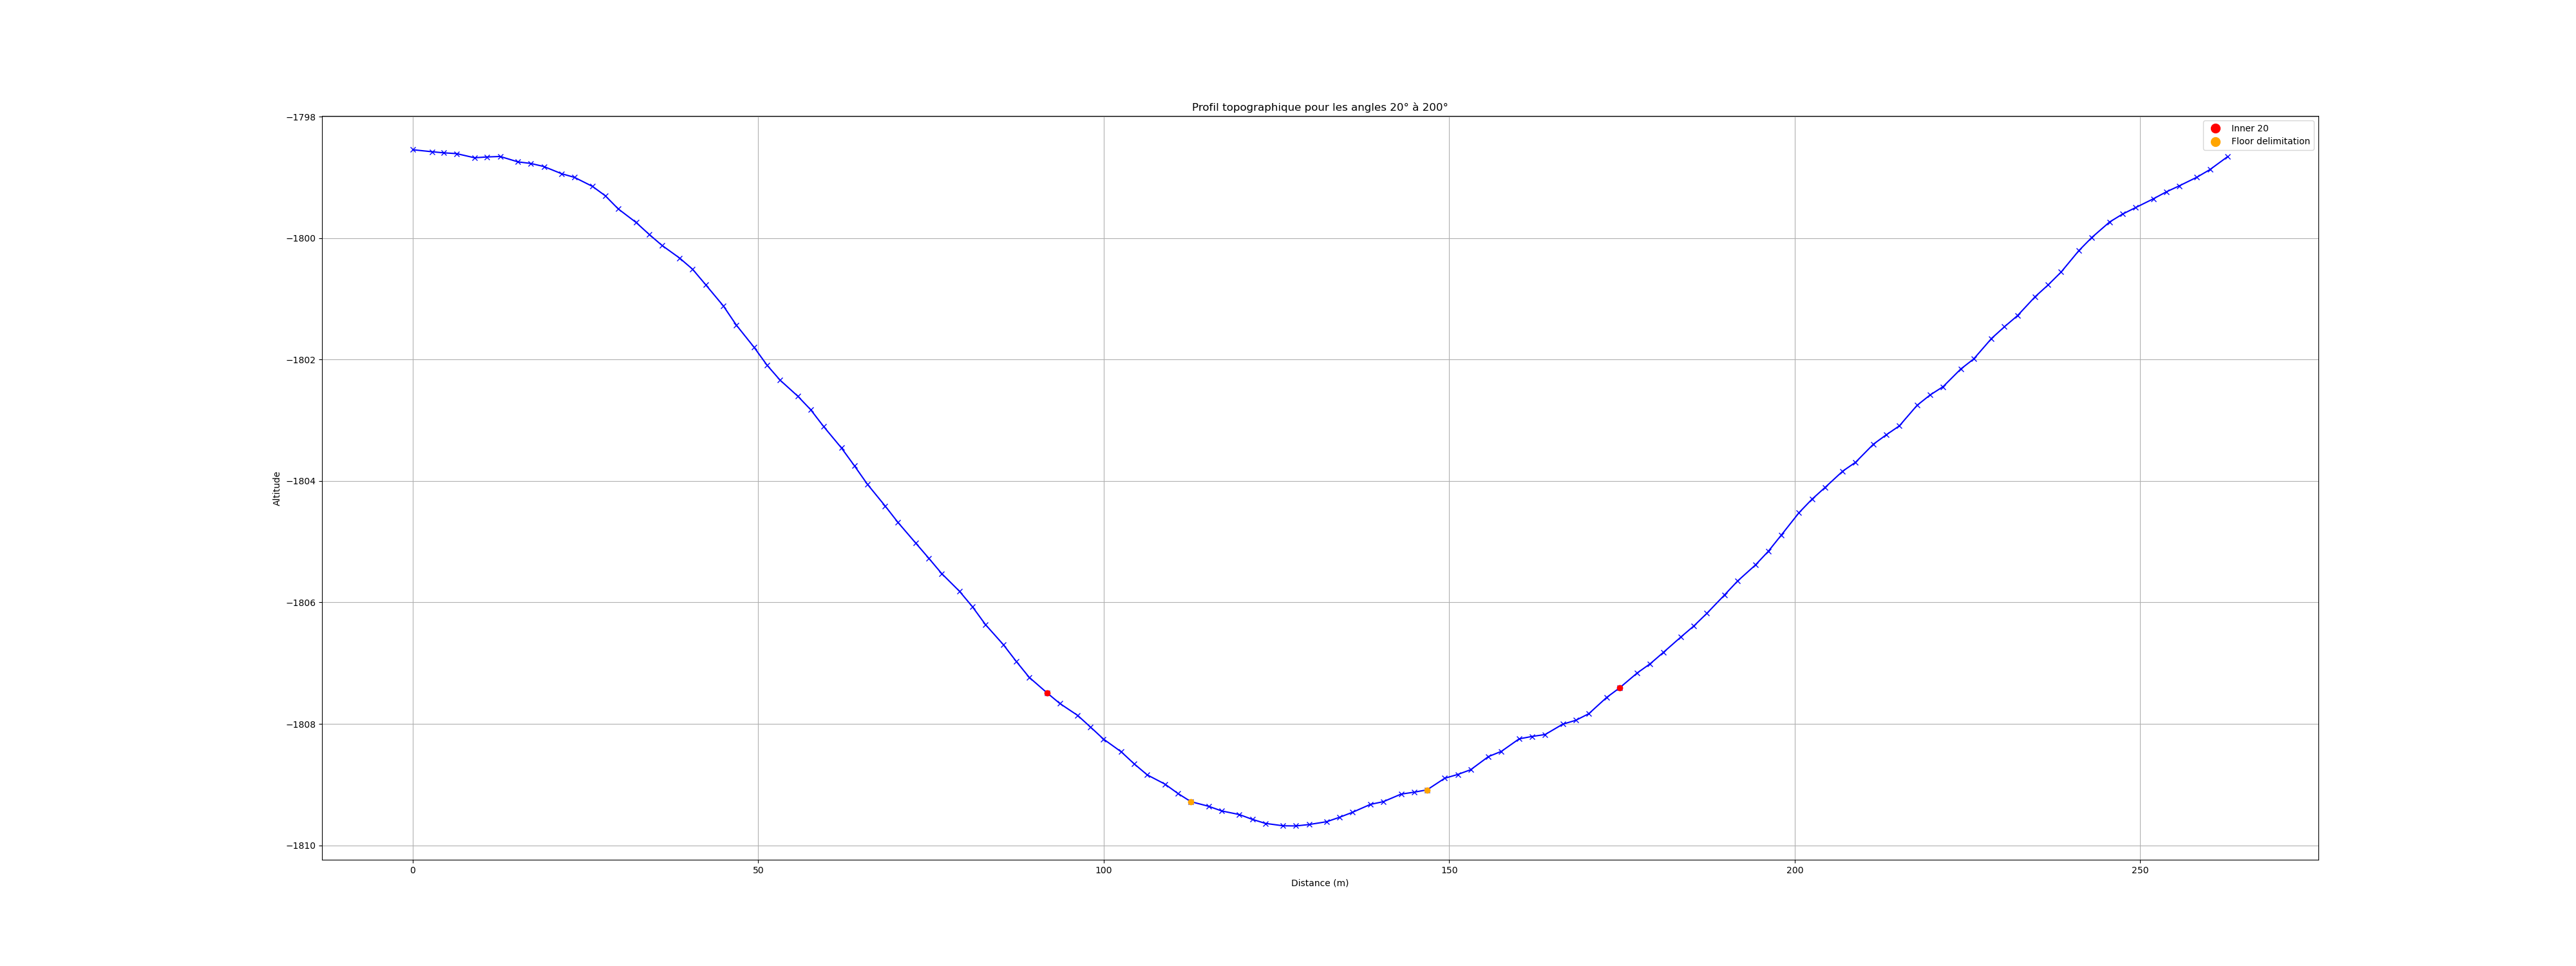 Profil topographique pour les angles 20° à 200°
Inner 20
Floor delimitation
Altitude
−1798
−1800
−1802
−1804
−1806
−1808
−1810
0 50 100 150 200 250
Distance (m)